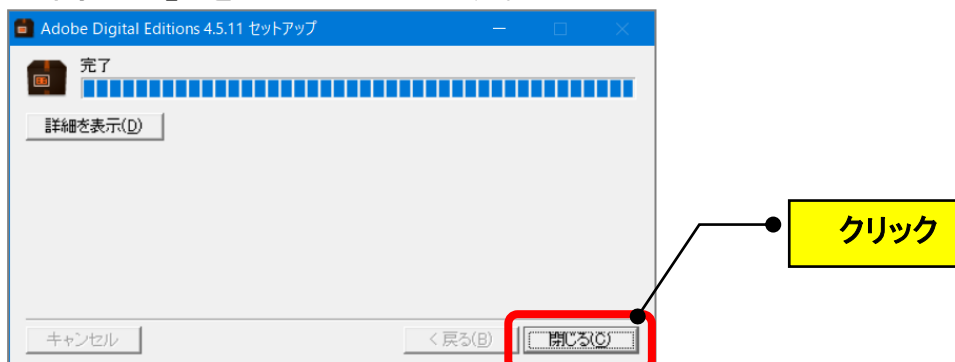 Adobe Digital Editions 4.5.11 セットアップ
完了
詳細を表示(D)
クリック
キャンセル
< 戻る(B)
閉じる(C)